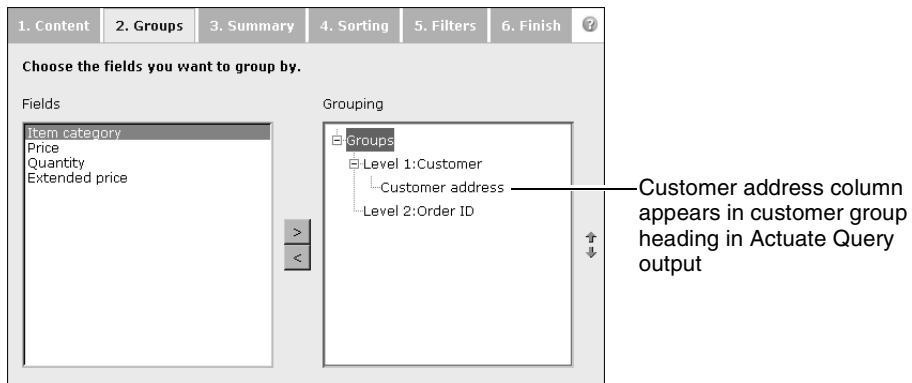 1. Content 2. Groups 3. Summary 4. Sorting 5. Filters 6. Finish ?
Choose the fields you want to group by.
Fields
Item category
Price
Quantity
Extended price
>
<
Grouping
Groups
Level 1:Customer
Customer address
Level 2:Order ID
Customer address column
appears in customer group
heading in Actuate Query
output